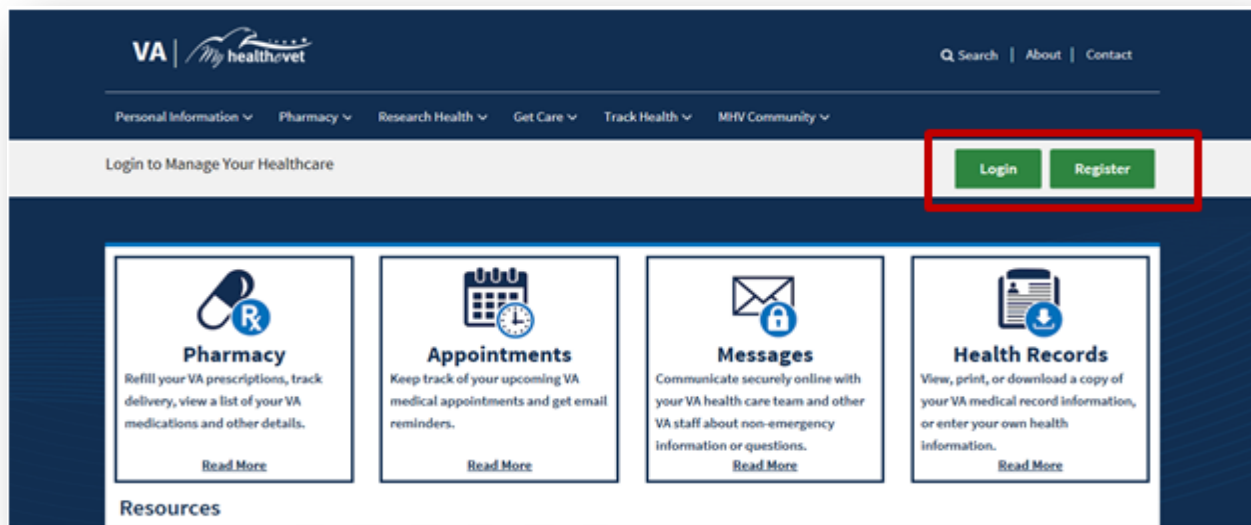 VA | My healthevet
Search | About | Contact
Personal Information Pharmacy Research Health Get Care Track Health MHV Community
Login to Manage Your Healthcare
Login Register
Rx
Pharmacy
Refill your VA prescriptions, track
delivery, view a list of your VA
medications and other details.
Read More
Appointments
Keep track of your upcoming VA
medical appointments and get email
reminders.
Read More
Messages
Communicate securely online with
your VA health care team and other
VA staff about non-emergency
information or questions.
Read More
Health Records
View, print, or download a copy of
your VA medical record information,
or enter your own health
information.
Read More
Resources